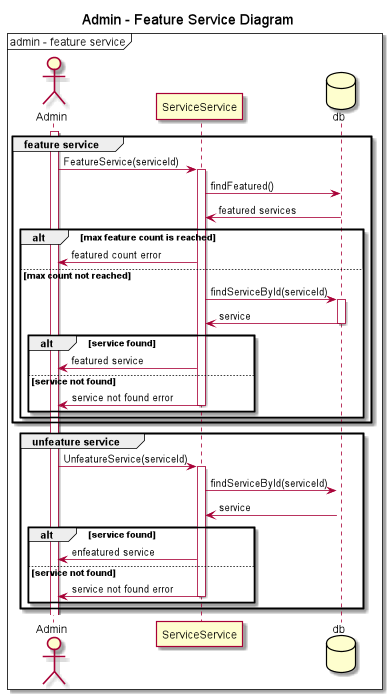 Admin - Feature Service Diagram
admin - feature service
Admin
ServiceService
db
feature service
FeatureService(serviceId)
findFeatured()
featured services
alt [max feature count is reached]
featured count error
[max count not reached]
findServiceById(serviceId)
service
alt [service found]
featured service
[service not found]
service not found error
unfeature service
UnfeatureService(serviceId)
findServiceById(serviceId)
service
alt [service found]
enfeatured service
[service not found]
service not found error
Admin
ServiceService
db